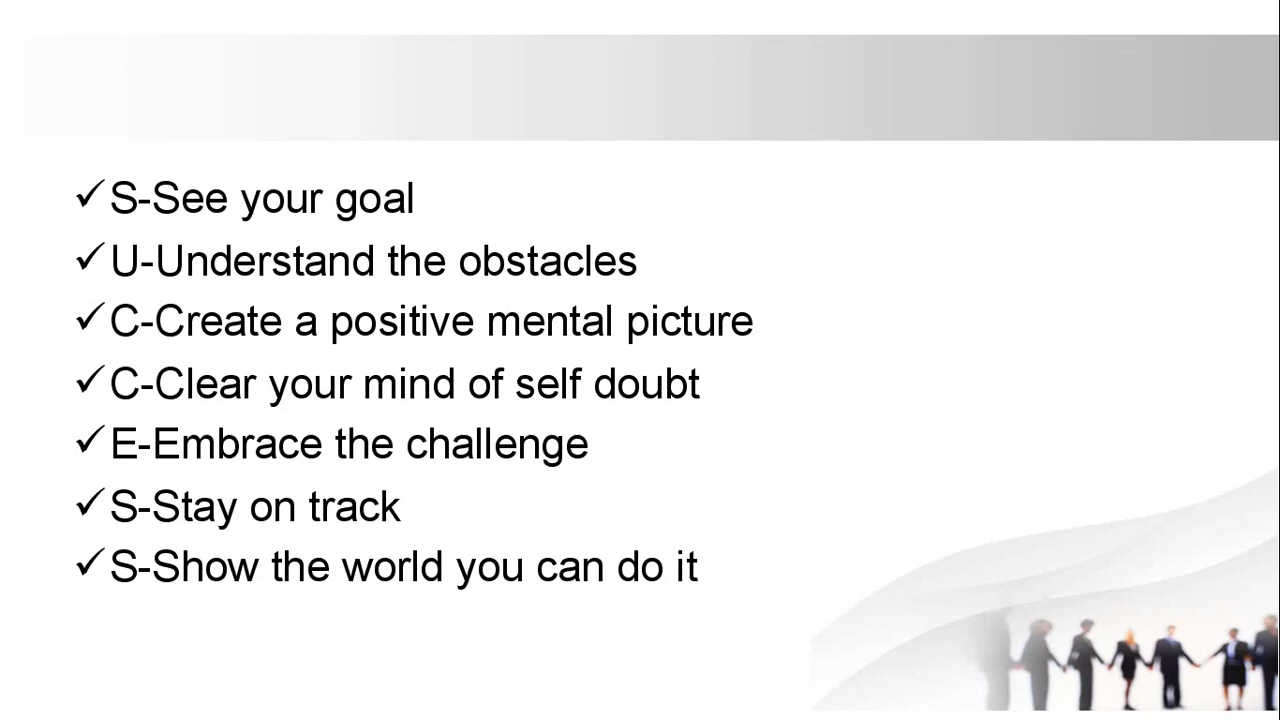 ✓S-See your goal
✓U-Understand the obstacles
✓C-Create a positive mental picture
✓C-Clear your mind of self doubt
✓E-Embrace the challenge
✓S-Stay on track
✓S-Show the world you can do it